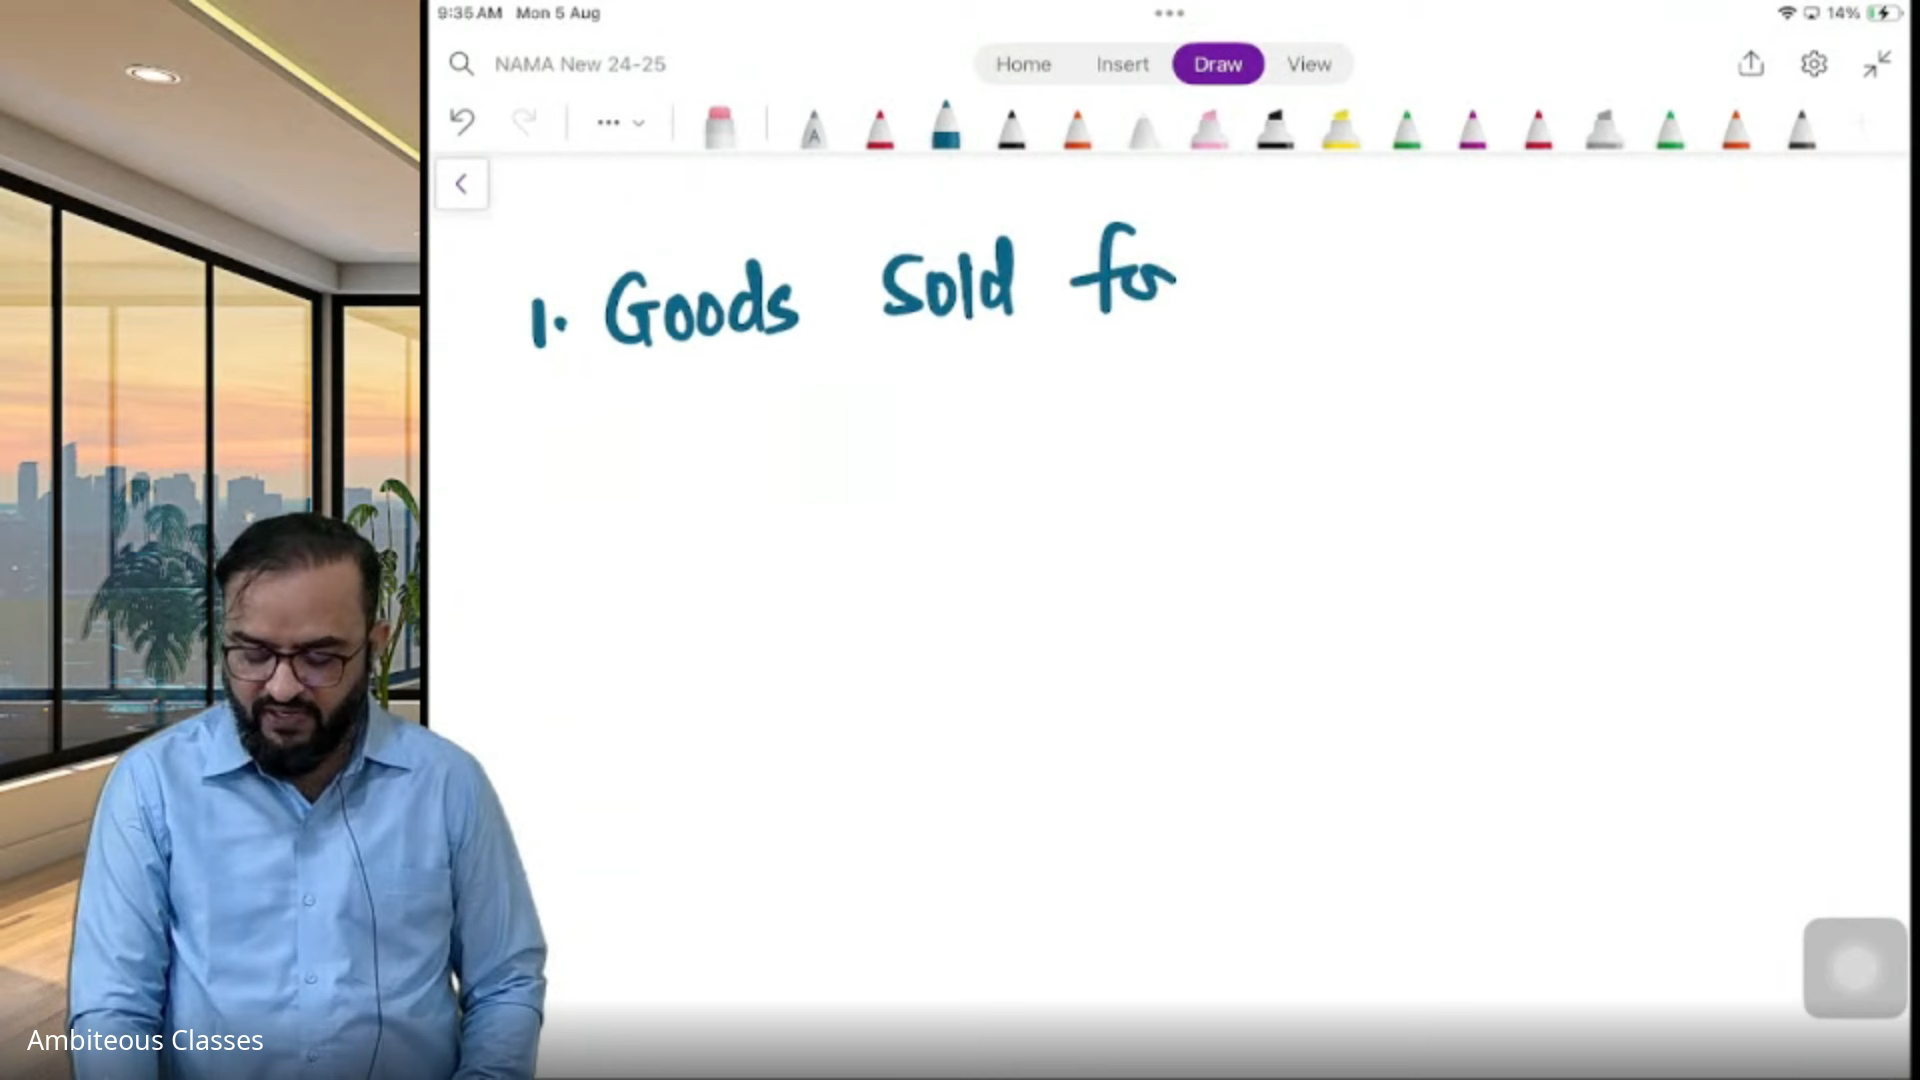 9:35 AM Mon 5 Aug
14%
NAMA New 24-25
Home Insert Draw View
A
1. Goods Sold for
Ambiteous Classes